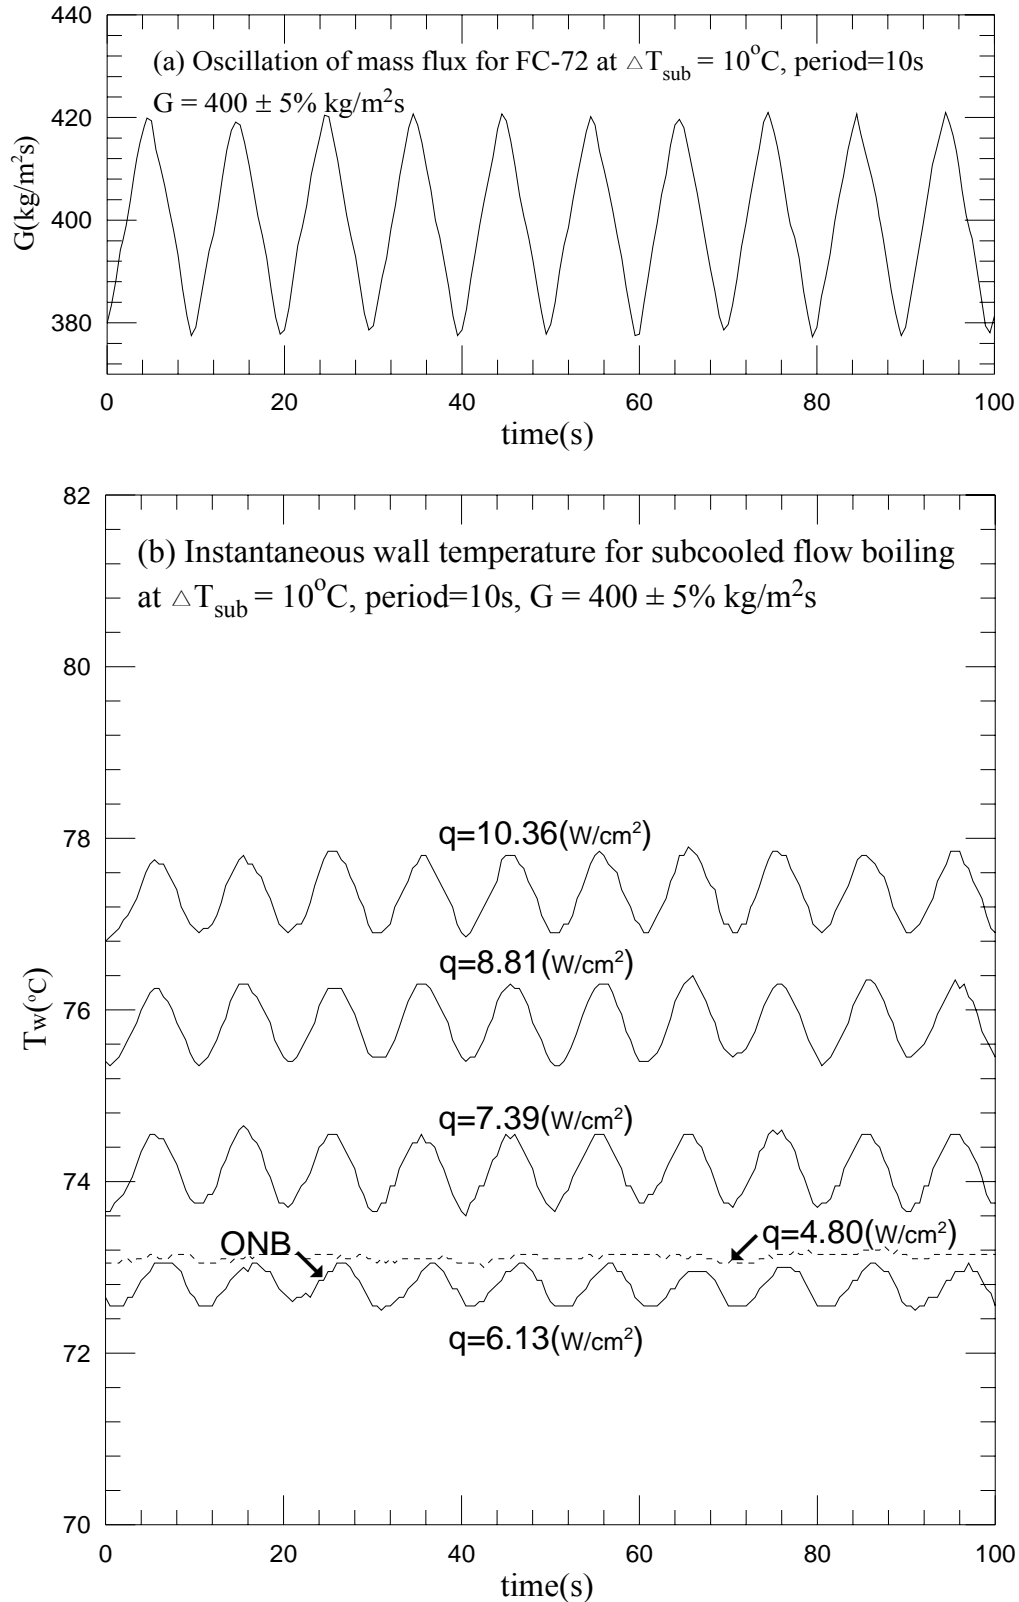 440
(a) Oscillation of mass flux for FC-72 at △Tsub = 10°C, period=10s
G = 400 ± 5% kg/m²s
420
400
380
G(kg/m²s)
0 20 40 60 80 100
time(s)
82
(b) Instantaneous wall temperature for subcooled flow boiling
at △Tsub = 10°C, period=10s, G = 400 ± 5% kg/m²s
80
78
q=10.36(W/cm²)
q=8.81(W/cm²)
76
Tw(°C)
q=7.39(W/cm²)
74
ONB
q=4.80(W/cm²)
72
q=6.13(W/cm²)
70
0 20 40 60 80 100
time(s)